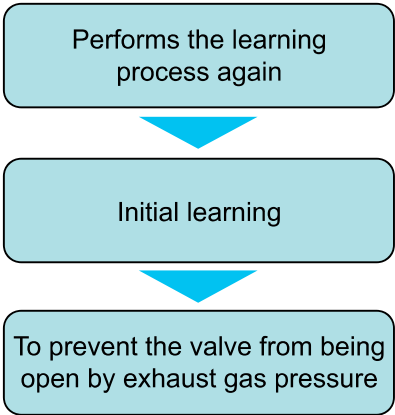 Performs the learning
process again
Initial learning
To prevent the valve from being
open by exhaust gas pressure